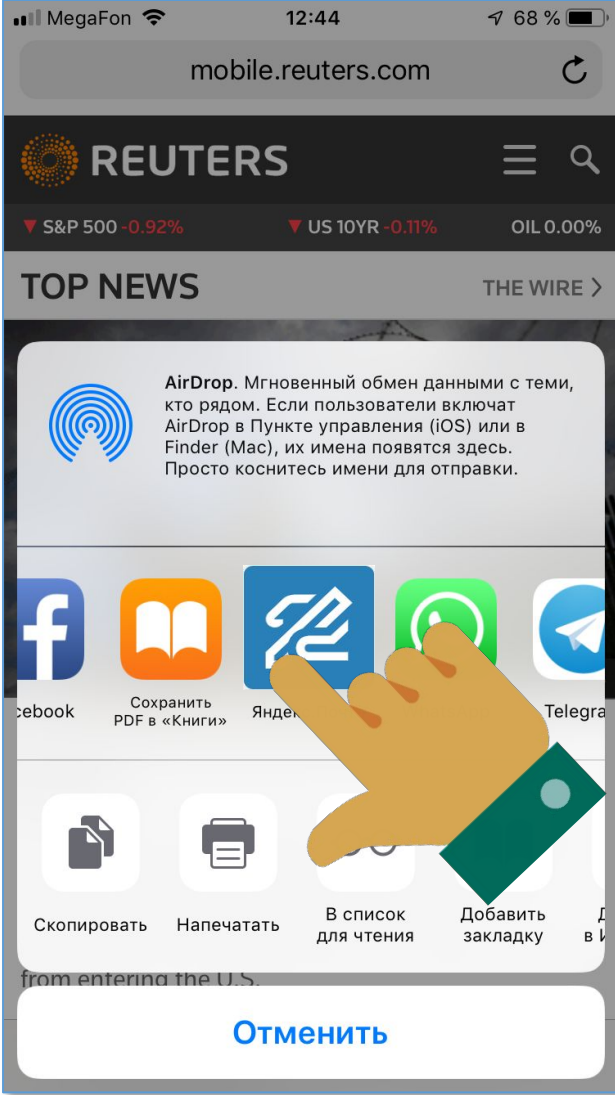 MegaFon 12:44 68 %
mobile.reuters.com
REUTERS
S&P 500 -0.92% US 10YR -0.11% OIL 0.00%
TOP NEWS THE WIRE >
AirDrop. Мгновенный обмен данными с теми,
кто рядом. Если пользователи включат
AirDrop в Пункте управления (iOS) или в
Finder (Mac), их имена появятся здесь.
Просто коснитесь имени для отправки.
cebook
Сохранить
PDF в «Книги»
Яндек
Telegra
Скопировать
Напечатать
В список
для чтения
Добавить
закладку
from entering the U.S.
Отменить